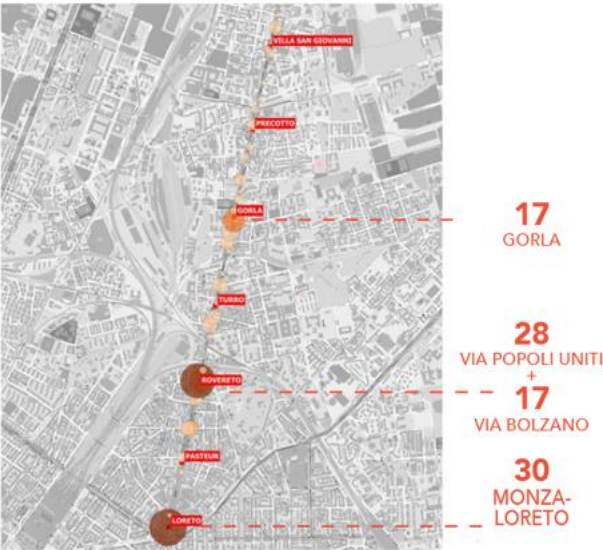 VILLA SAN GIOVANNI
PRECOTTO
GORLA
TURRO
ROVERETO
PASTEUR
LORETO
17
GORLA
28
VIA POPOLI UNITI
+
17
VIA BOLZANO
30
MONZA-
LORETO